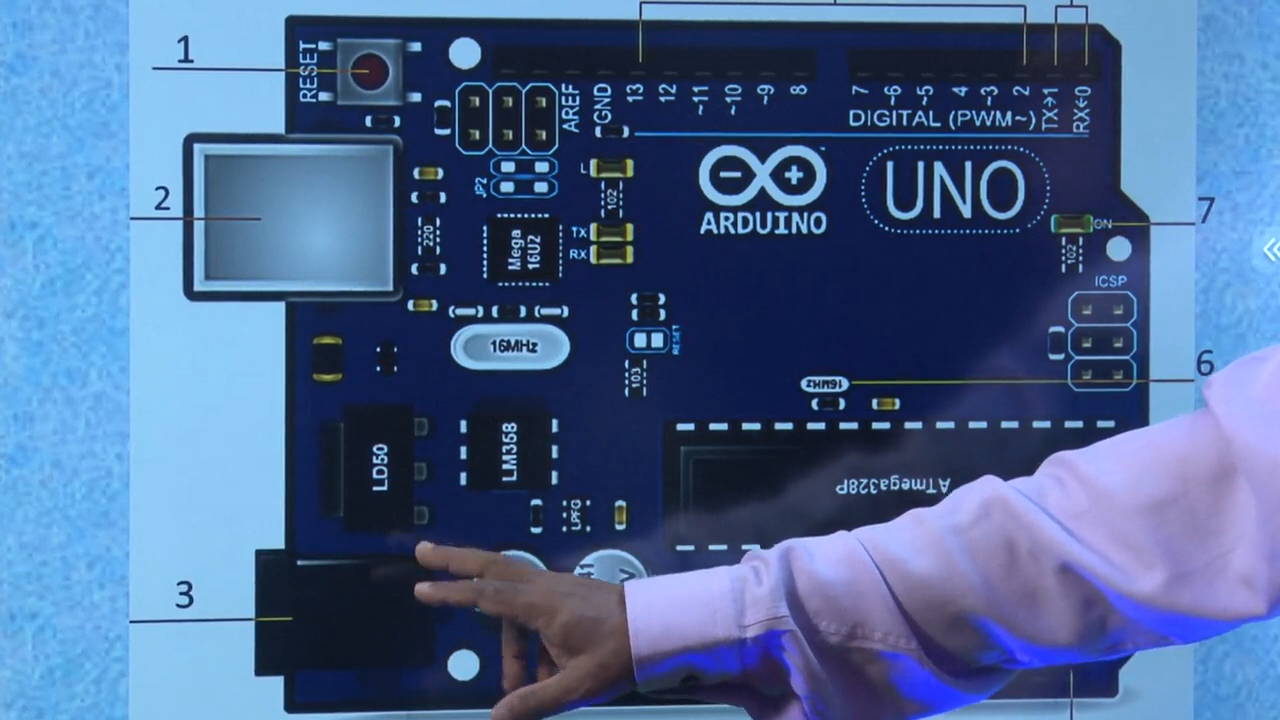 1
RESET
AREF
GND
13
12
~11
~10
~9
8
7
~6
~5
4
~3
2
TX→1
RX←0
DIGITAL (PWM~)
2
JP2
L
102
ARDUINO
UNO
7
ON
102
220
Mega
16U2
TX
RX
ICSP
16MHz
RESET
103
16MHz
6
LD50
LM358
ATmega328P
LPFG
3